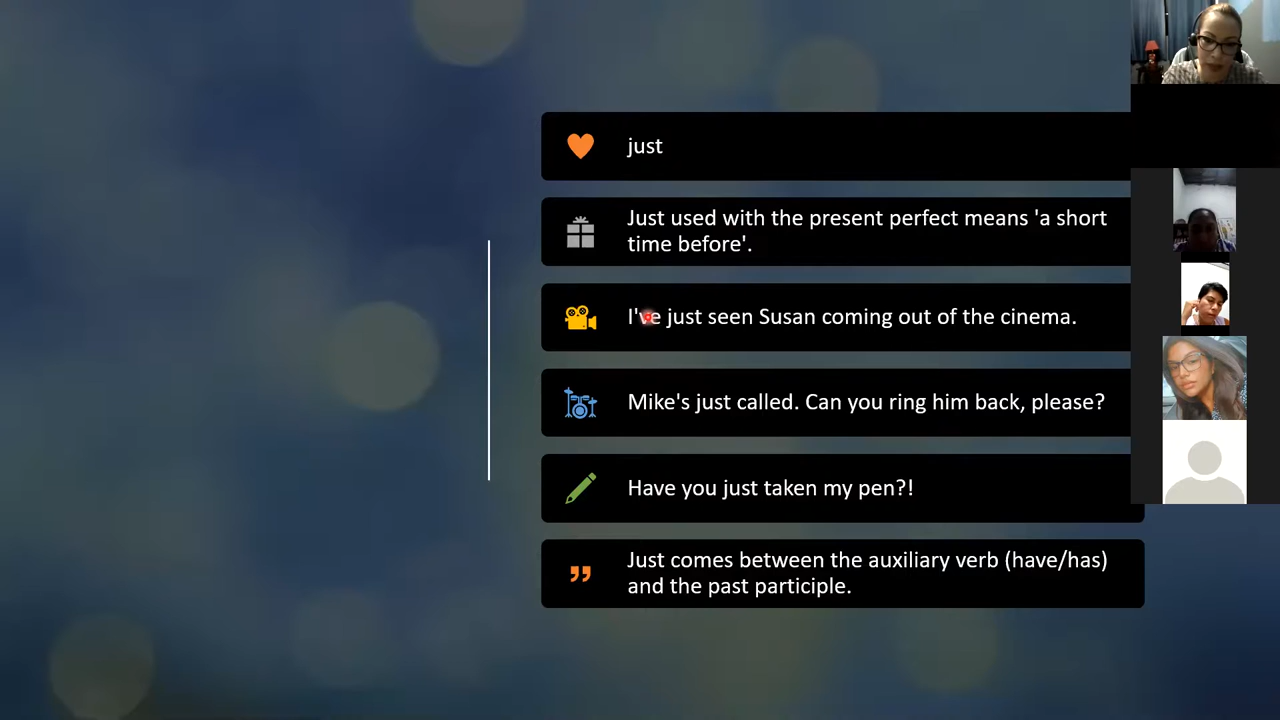 just
Just used with the present perfect means 'a short
time before'.
I've just seen Susan coming out of the cinema.
Mike's just called. Can you ring him back, please?
Have you just taken my pen?!
Just comes between the auxiliary verb (have/has)
and the past participle.